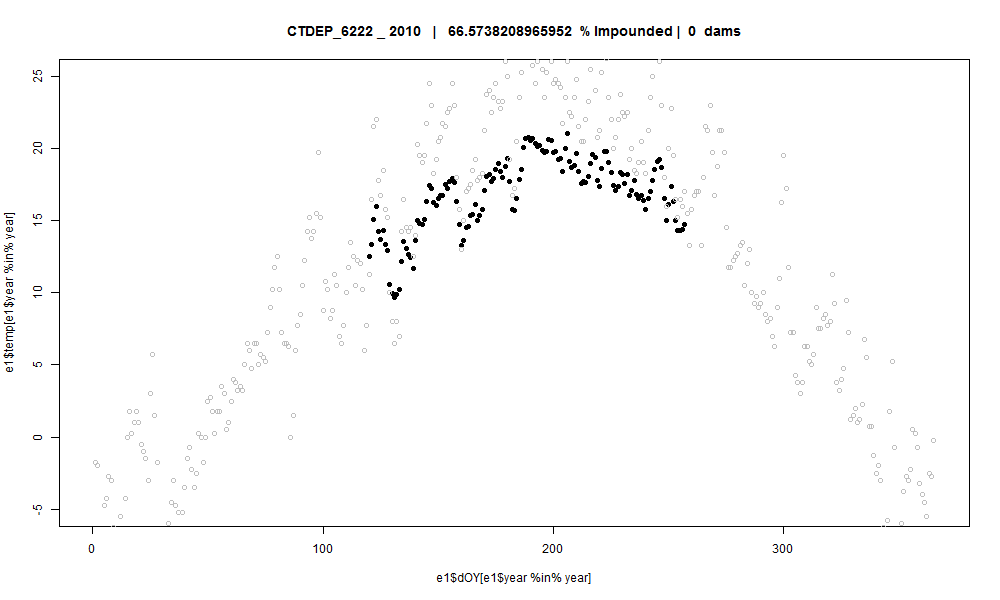 CTDEP_6222 _ 2010 | 66.5738208965952 % Impounded | 0 dams
e1$temp[e1$year %in% year]
25
20
15
10
5
0
-5
0 100 200 300
e1$dOY[e1$year %in% year]